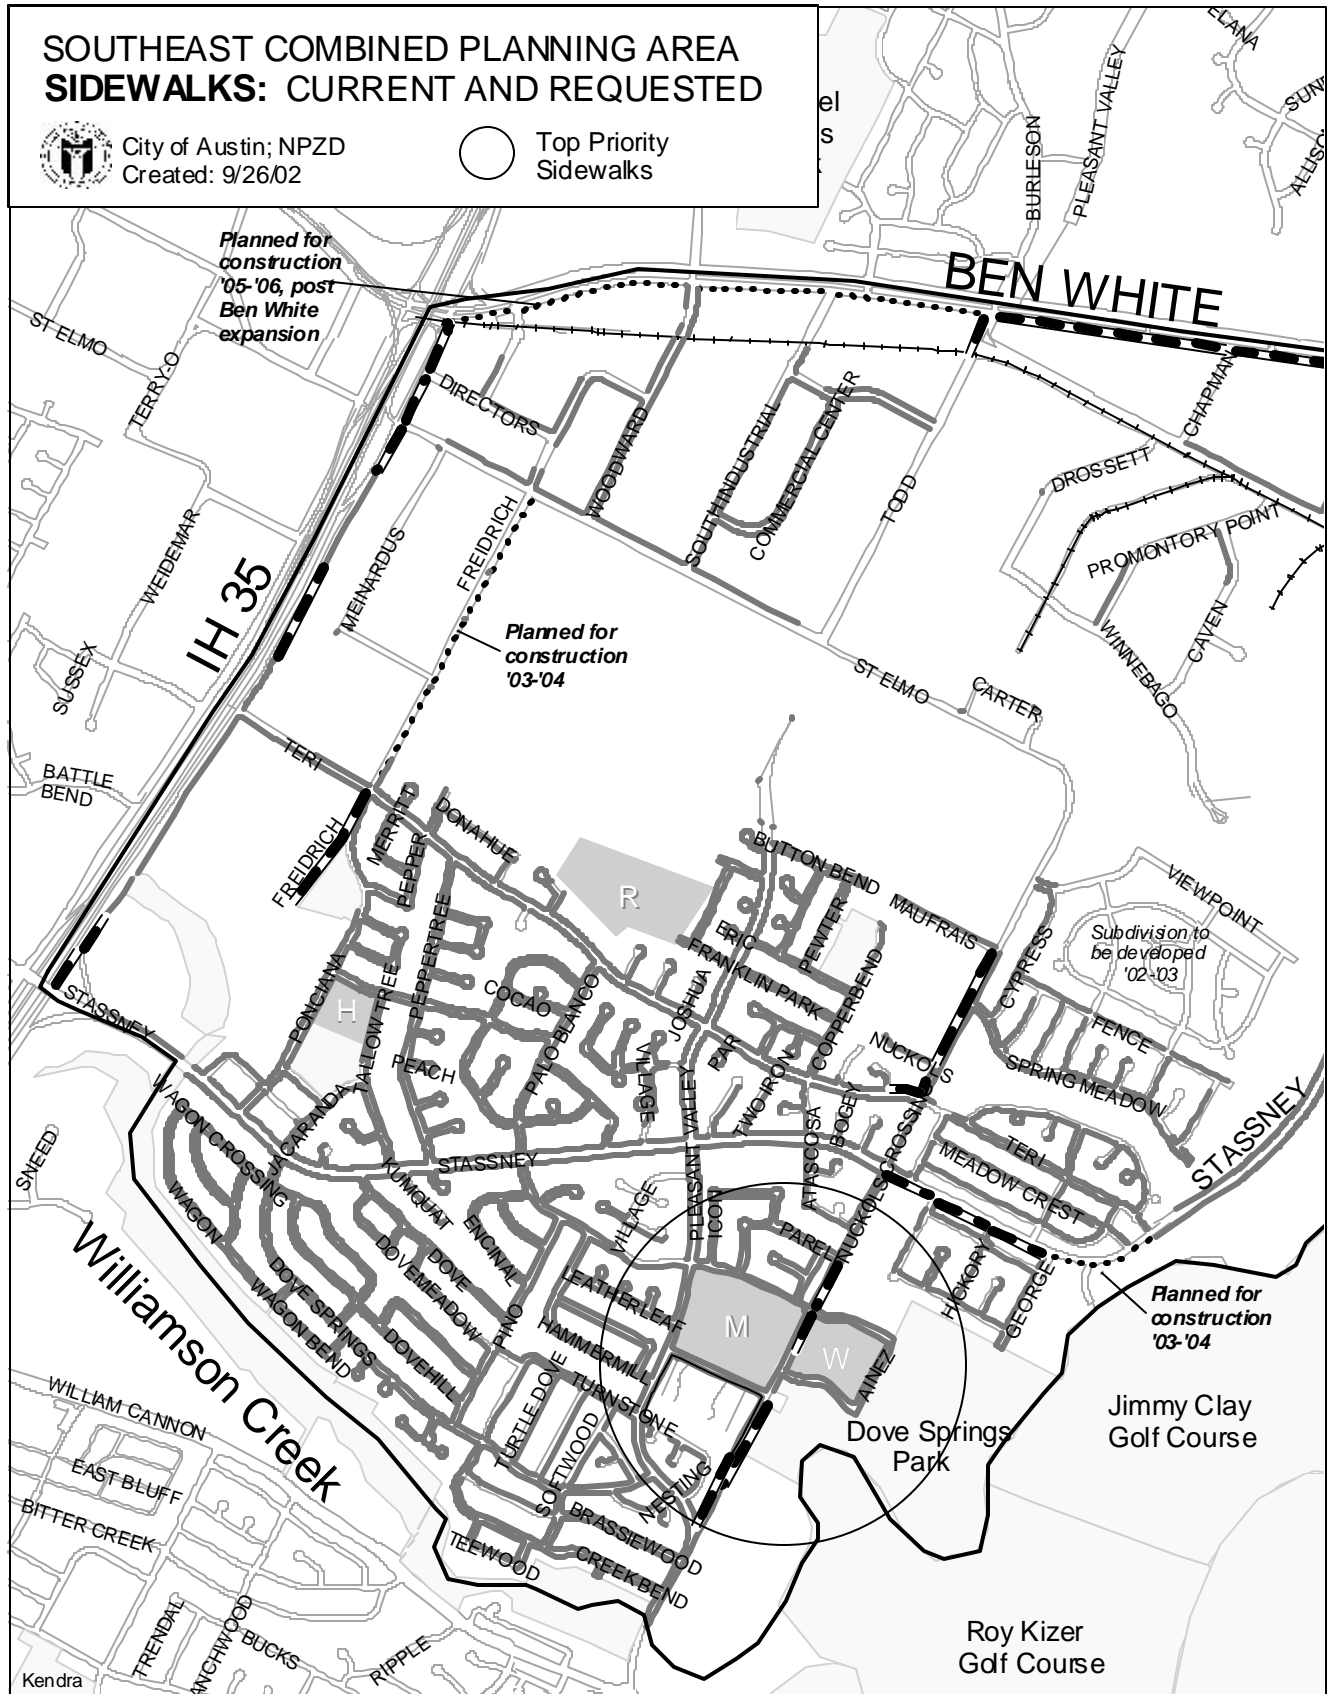 SOUTHEAST COMBINED PLANNING AREA
SIDEWALKS: CURRENT AND REQUESTED
City of Austin; NPZD
Created: 9/26/02
Top Priority
Sidewalks
el
s
ELANA
SUN
ALLISO
PLEASANT VALLEY
BURLESON
BEN WHITE
Planned for
construction
'05-'06, post
Ben White
expansion
ST ELMO
TERRY-O
DIRECTORS
WOODWARD
SOUTH INDUSTRIAL
COMMERCIAL CENTER
TODD
CHAPMAN
DROSSETT
PROMONTORY POINT
WEIDEMAR
MEINARDUS
FREIDRICH
IH 35
SUSSEX
Planned for
construction
'03-'04
WINNEBAGO
CAVEN
ST ELMO
CARTER
TERI
BATTLE
BEND
FREIDRICH
MERRITT
PEPPER
DONAHUE
BUTTON BEND
MAUFRAIS
VIEWPOINT
R
PEPPERTREE
ERIC
PEWTER
FRANKLIN PARK
COPPERBEND
CYPRESS
Subdivision to
be developed
'02-'03
STASSNEY
PONCIANA
H
TALLOW TREE
COCAO
PALO BLANCO
JOSHUA
PAR
NUCKOLS
FENCE
SPRING MEADOW
PEACH
VILLAGE
TWO IRON
BOGEY
ATASCOSA
WAGON CROSSING
JACARANDA
STASSNEY
PLEASANT VALLEY
NUCKOLS CROSSING
TERI
MEADOW CREST
STASSNEY
SNEED
WAGON
KUMQUAT
ENCINAL
VILLAGE
ICON
PAREL
DOVE
DOVEMEADOW
DOVE SPRINGS
WAGON BEND
PINO
LEATHERLEAF
HICKORY
GEORGE
Planned for
construction
'03-'04
Williamson Creek
DOVEHILL
HAMMERMILL
M
W
AINEZ
TURTLE DOVE
TURNSTONE
SOFTWOOD
NESTING
Dove Springs
Park
Jimmy Clay
Golf Course
WILLIAM CANNON
EAST BLUFF
BITTER CREEK
BRASSIEWOOD
TEEWOOD
CREEK BEND
TRENDAL
ANCHWOOD
BUCKS
RIPPLE
Roy Kizer
Golf Course
Kendra